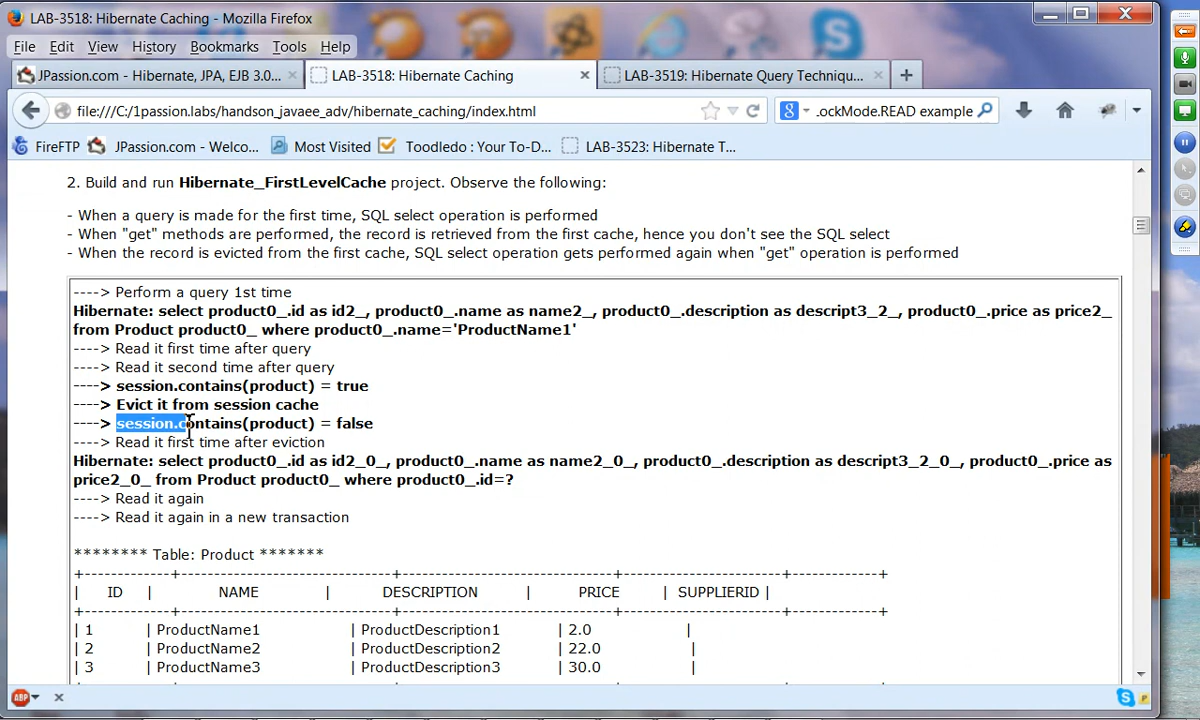 LAB-3518: Hibernate Caching - Mozilla Firefox
File Edit View History Bookmarks Tools Help
JPassion.com - Hibernate, JPA, EJB 3.0... × LAB-3518: Hibernate Caching × LAB-3519: Hibernate Query Techniqu... × +
file:///C:/1passion.labs/handson_javaee_adv/hibernate_caching/index.html .ockMode.READ example
FireFTP JPassion.com - Welco... Most Visited Toodledo : Your To-D... LAB-3523: Hibernate T...
2. Build and run Hibernate_FirstLevelCache project. Observe the following:
- When a query is made for the first time, SQL select operation is performed
- When "get" methods are performed, the record is retrieved from the first cache, hence you don't see the SQL select
- When the record is evicted from the first cache, SQL select operation gets performed again when "get" operation is performed
----> Perform a query 1st time
Hibernate: select product0_.id as id2_, product0_.name as name2_, product0_.description as descript3_2_, product0_.price as price2_
from Product product0_ where product0_.name='ProductName1'
----> Read it first time after query
----> Read it second time after query
----> session.contains(product) = true
----> Evict it from session cache
----> session.contains(product) = false
----> Read it first time after eviction
Hibernate: select product0_.id as id2_0_, product0_.name as name2_0_, product0_.description as descript3_2_0_, product0_.price as
price2_0_ from Product product0_ where product0_.id=?
----> Read it again
----> Read it again in a new transaction
******** Table: Product *******
+------------+----------------------------+----------------------------+---------------------+------------+
| ID | NAME | DESCRIPTION | PRICE | SUPPLIERID |
+------------+----------------------------+----------------------------+---------------------+------------+
| 1 | ProductName1 | ProductDescription1 | 2.0 |
| 2 | ProductName2 | ProductDescription2 | 22.0 |
| 3 | ProductName3 | ProductDescription3 | 30.0 |
ABP ×